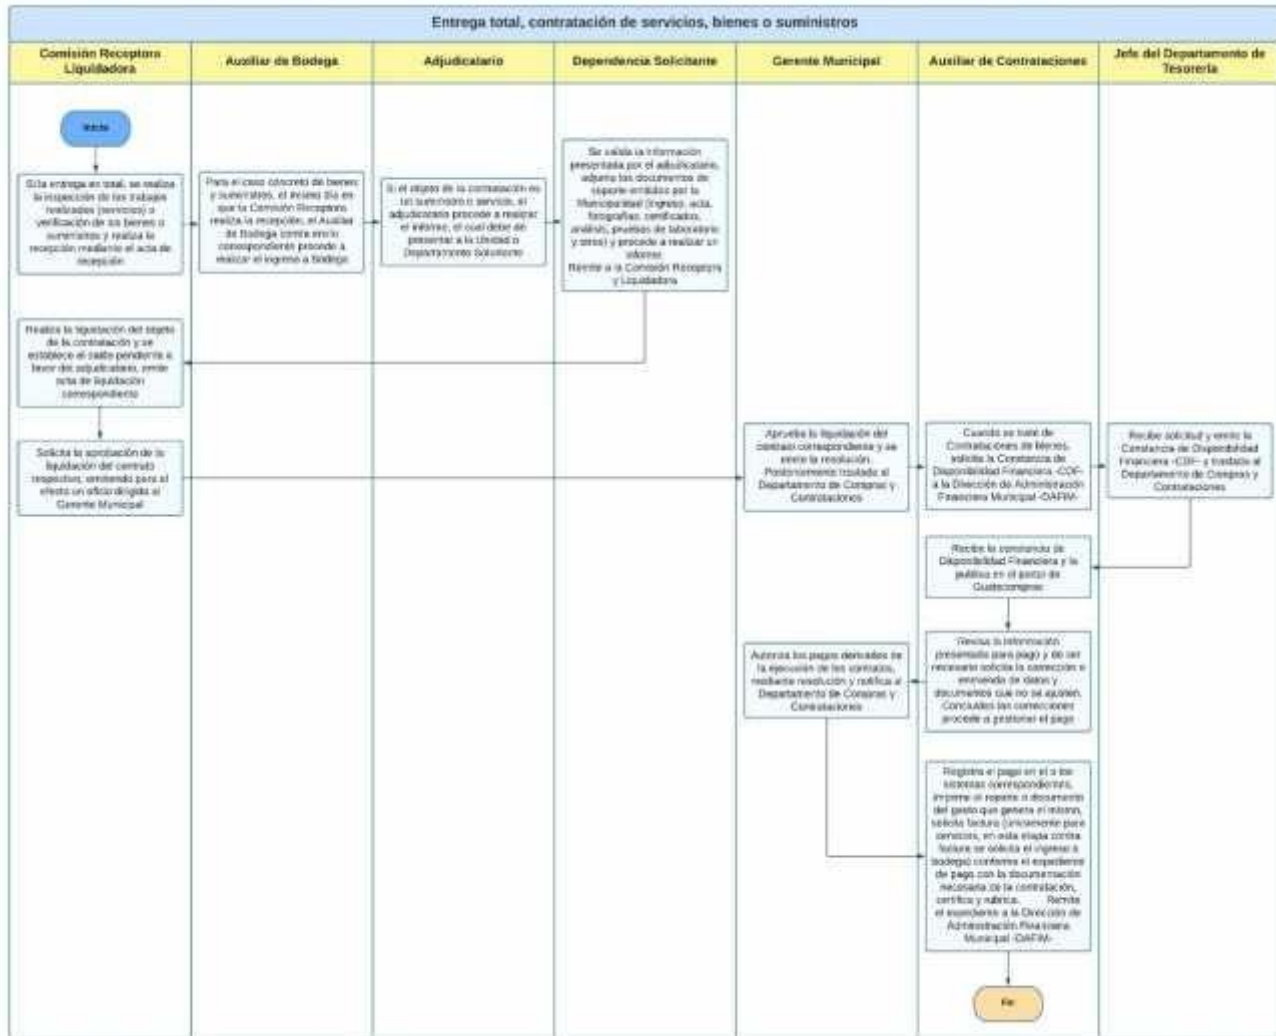 Entrega total, contratación de servicios, bienes o suministros
Comisión Receptora
Liquidadora
Auxiliar de Bodega
Adjudicatario
Dependencia Solicitante
Gerente Municipal
Auxiliar de Contrataciones
Jefe del Departamento de
Tesorería
Inicio
Si la entrega es total, se realiza
la inspección de los trabajos
realizados (servicios) o
verificación de los bienes o
suministros y realiza la
recepción mediante el acta de
recepción
Para el caso concreto de bienes
y suministros, el mismo día en
que la Comisión Receptora
realiza la recepción, el Auxiliar
de Bodega contra envío
correspondiente procede a
realizar el ingreso a Bodega
Si el objeto de la contratación es
un suministro o servicio, el
adjudicatario procede a realizar
el informe, el cual debe de
presentar a la Unidad o
Departamento Solicitante
Se valida la información
presentada por el adjudicatario,
adjunta los documentos de
soporte emitidos por la
Municipalidad (ingreso, acta,
fotografías, certificados,
análisis, pruebas de laboratorio
y otros) y procede a realizar un
informe
Remite a la Comisión Receptora
y Liquidadora
Realiza la liquidación del objeto
de la contratación y se
establece el saldo pendiente a
favor del adjudicatario, emite
acta de liquidación
correspondiente
Solicita la aprobación de la
liquidación del contrato
respectivo, emitiendo para el
efecto un oficio dirigido al
Gerente Municipal
Aprueba la liquidación del
contrato correspondiente y se
emite la resolución.
Posteriormente traslada al
Departamento de Compras y
Contrataciones
Cuando se trate de
Contrataciones de bienes,
solicita la Constancia de
Disponibilidad Financiera -CDF-
a la Dirección de Administración
Financiera Municipal -DAFIM-
Recibe solicitud y emite la
Constancia de Disponibilidad
Financiera -CDF- y traslada al
Departamento de Compras y
Contrataciones
Recibe la constancia de
Disponibilidad Financiera y la
publica en el portal de
Guatecompras
Revisa la información
presentada para pago y de ser
necesario solicita la corrección o
enmienda de datos y
documentos que no se ajusten.
Concluidas las correcciones
procede a gestionar el pago
Autoriza los pagos derivados de
la ejecución de los contratos,
mediante resolución y notifica al
Departamento de Compras y
Contrataciones
Registra el pago en el o los
sistemas correspondientes,
imprime el reporte o documento
del gasto que genera el mismo,
solicita factura (únicamente para
servicios, en esta etapa contra
factura se solicita el ingreso a
bodega) conforma el expediente
de pago con la documentación
necesaria de la contratación,
certifica y rubrica. Remite
el expediente a la Dirección de
Administración Financiera
Municipal -DAFIM-
Fin